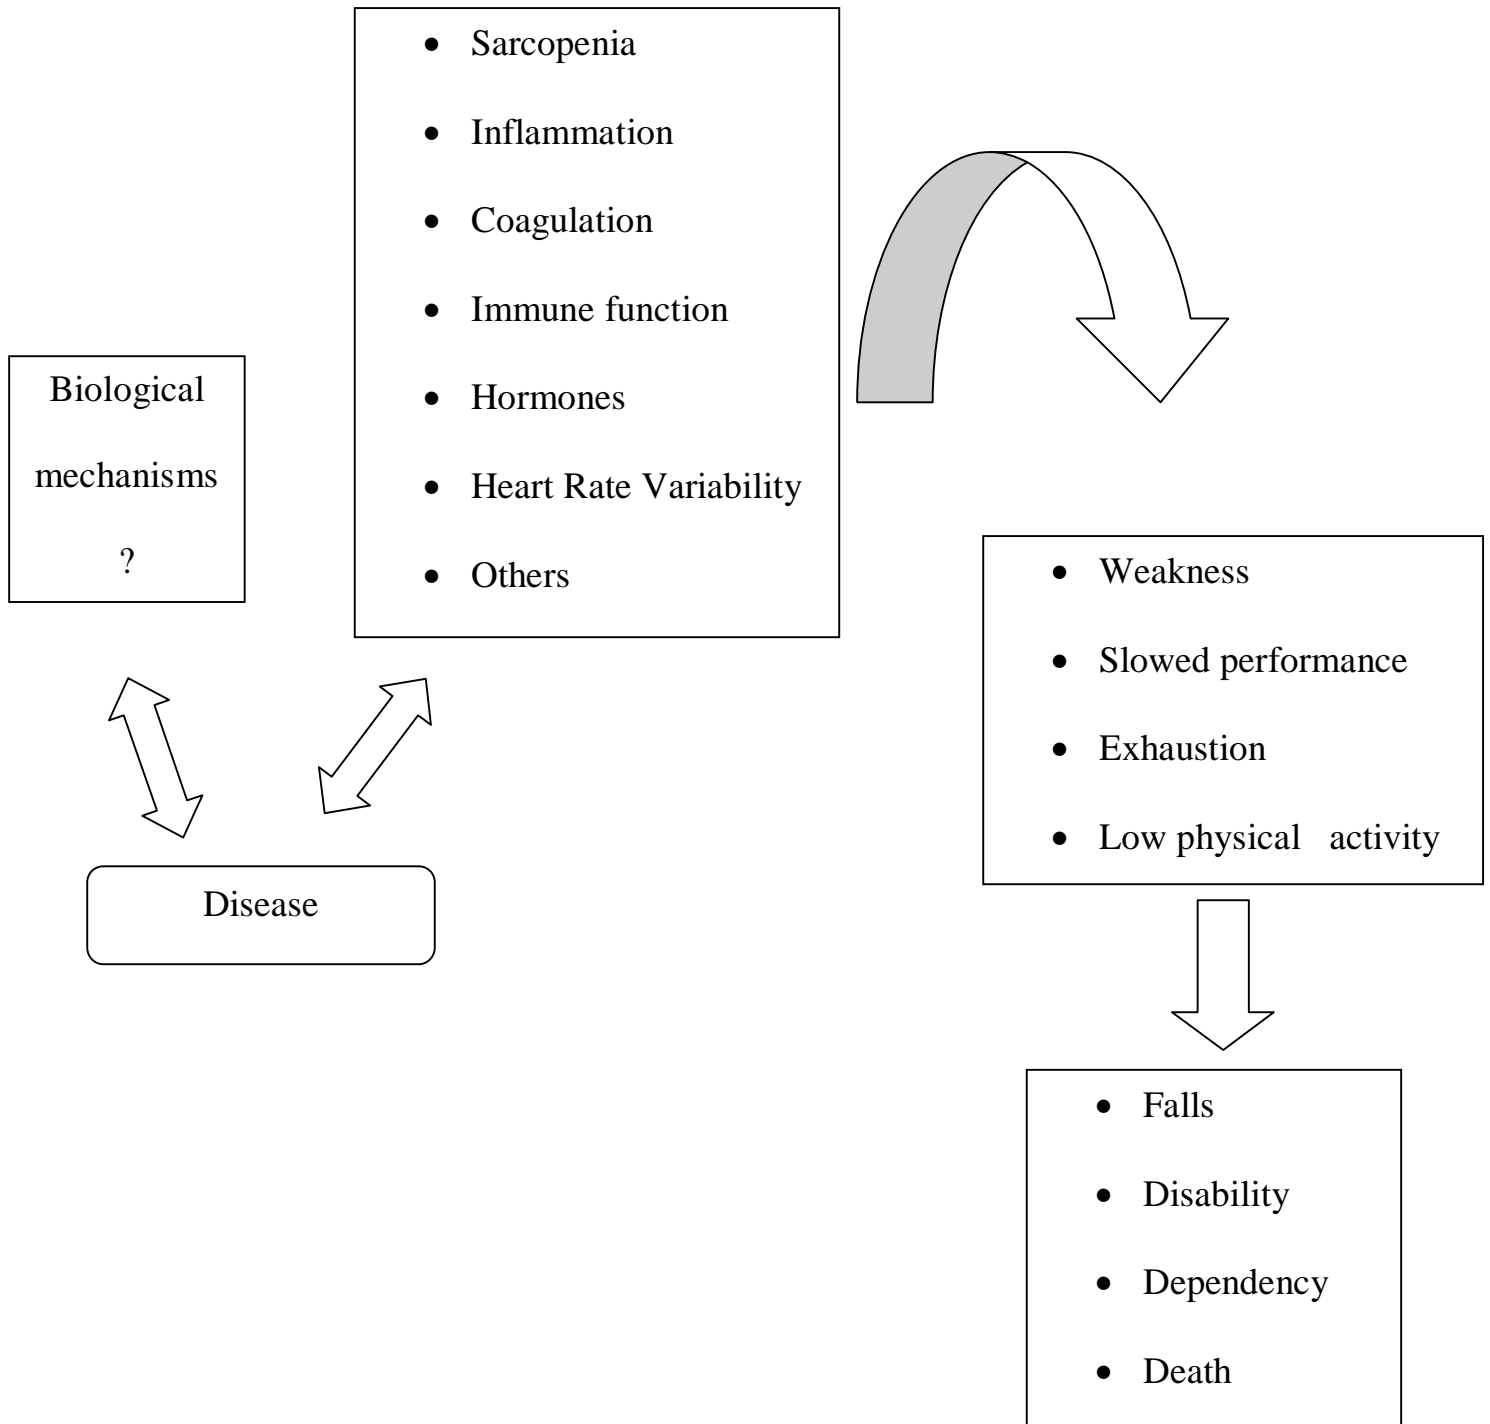 • Sarcopenia
• Inflammation
• Coagulation
• Immune function
• Hormones
• Heart Rate Variability
• Others
Biological
mechanisms
?
Disease
• Weakness
• Slowed performance
• Exhaustion
• Low physical activity
• Falls
• Disability
• Dependency
• Death